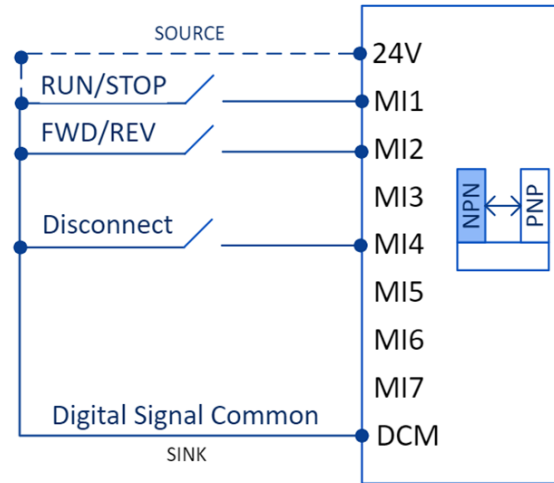 SOURCE
24V
RUN/STOP
MI1
FWD/REV
MI2
MI3
NPN
PNP
Disconnect
MI4
MI5
MI6
MI7
Digital Signal Common
DCM
SINK